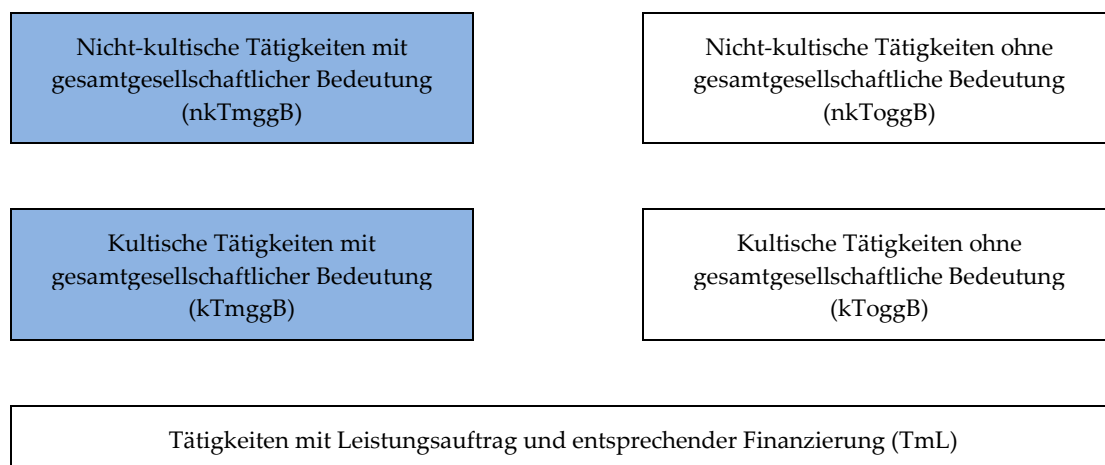 Nicht-kultische Tätigkeiten mit
gesamtgesellschaftlicher Bedeutung
(nkTmggB)
Nicht-kultische Tätigkeiten ohne
gesamtgesellschaftliche Bedeutung
(nkToggB)
Kultische Tätigkeiten mit
gesamtgesellschaftlicher Bedeutung
(kTmggB)
Kultische Tätigkeiten ohne
gesamtgesellschaftliche Bedeutung
(kToggB)
Tätigkeiten mit Leistungsauftrag und entsprechender Finanzierung (TmL)